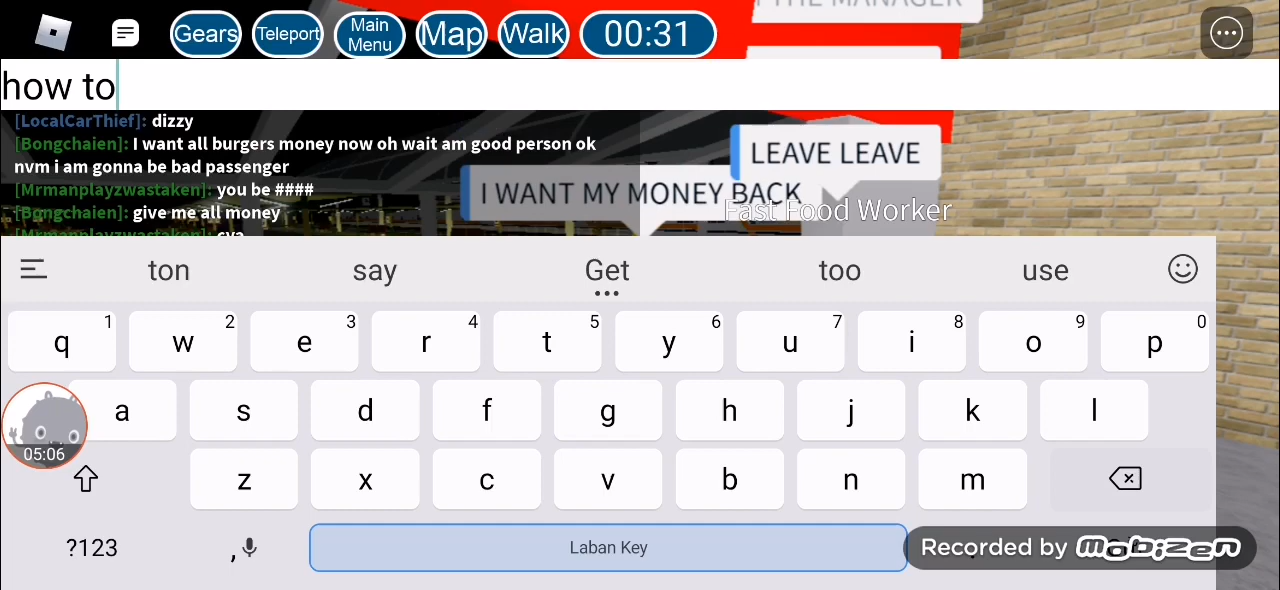 THE MANAGER
Gears
Teleport
Main
Menu
Map
Walk
00:31
how to
[LocalCarThief]: dizzy
[Bongchaien]: I want all burgers money now oh wait am good person ok
nvm i am gonna be bad passenger
[Mrmanplayzwastaken]: you be ####
[Bongchaien]: give me all money
[Mrmanplayzwastaken]: cya
LEAVE LEAVE
I WANT MY MONEY BACK
Fast Food Worker
ton say Get too use
q 1 w 2 e 3 r 4 t 5 y 6 u 7 i 8 o 9 p 0
a s d f g h j k l
05:06
z x c v b n m
?123 , Laban Key
Recorded by mobizen